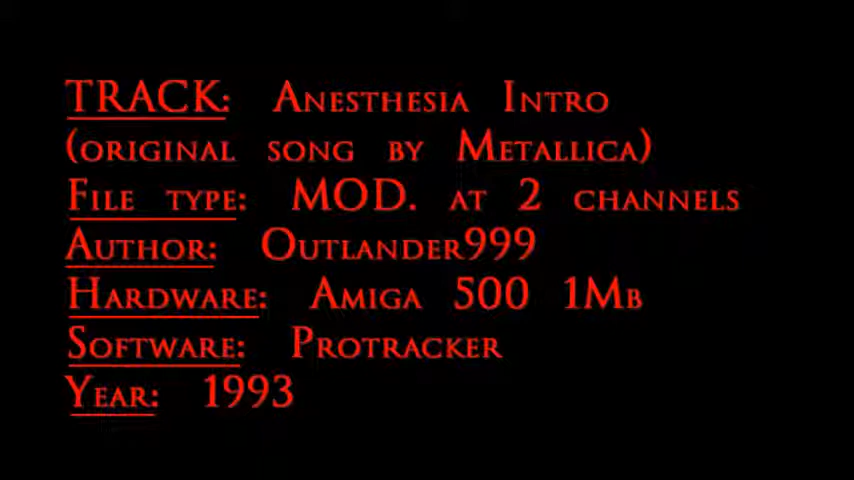 TRACK: Anesthesia Intro
(original song by Metallica)
File type: MOD. at 2 channels
Author: Outlander999
Hardware: Amiga 500 1Mb
Software: Protracker
Year: 1993